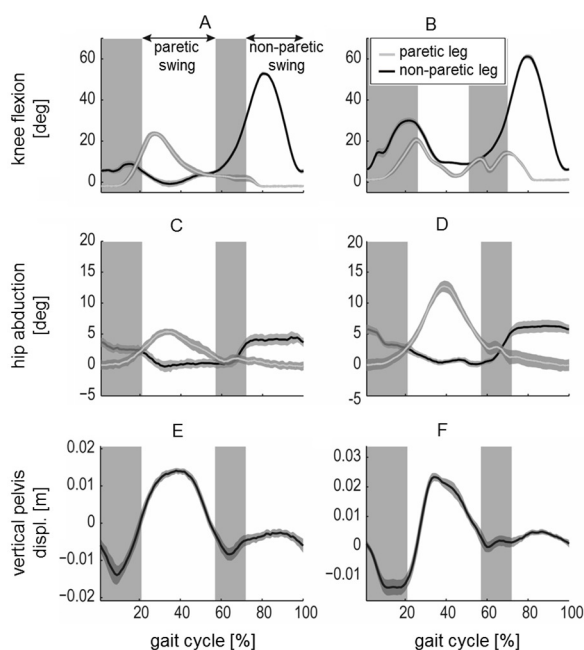 A
paretic swing
non-paretic swing
B
paretic leg
non-paretic leg
knee flexion [deg]
60
40
20
0
60
40
20
0
C
D
hip abduction [deg]
20
15
10
5
0
−5
20
15
10
5
0
−5
E
F
vertical pelvis displ. [m]
0.02
0.01
0
−0.01
−0.02
0.03
0.02
0.01
0
−0.01
20 40 60 80 100
20 40 60 80 100
gait cycle [%]
gait cycle [%]